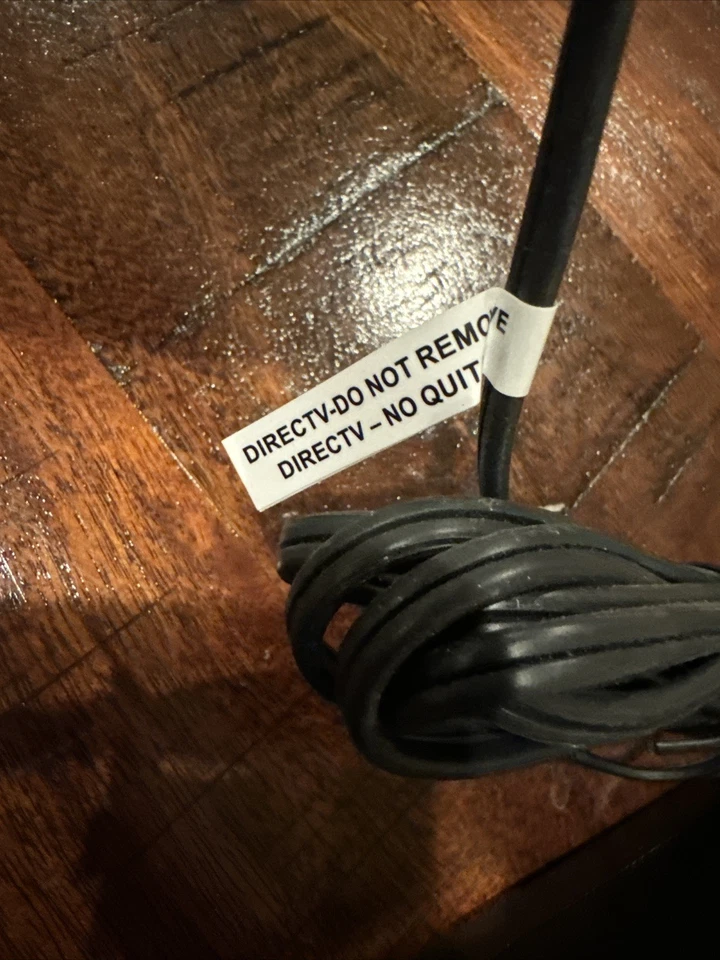 DIRECTV-DO NOT REMOVE
DIRECTV – NO QUIT